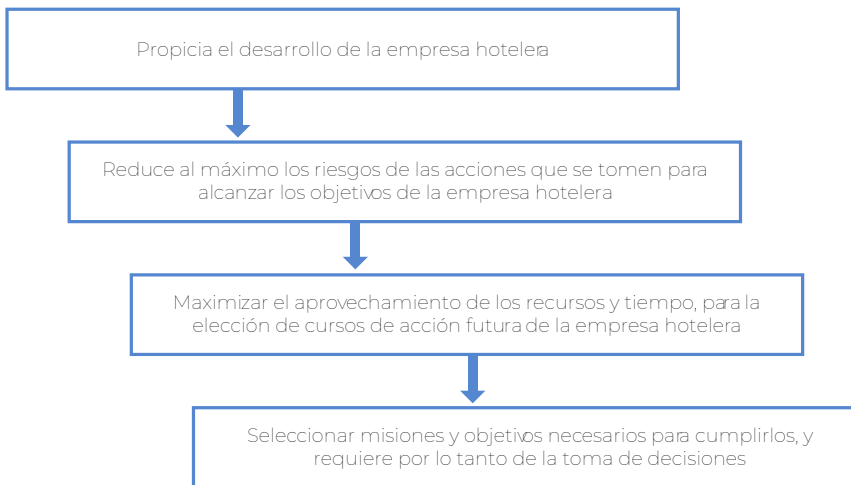 Propicia el desarrollo de la empresa hotelera
Reduce al máximo los riesgos de las acciones que se tomen para
alcanzar los objetivos de la empresa hotelera
Maximizar el aprovechamiento de los recursos y tiempo, para la
elección de cursos de acción futura de la empresa hotelera
Seleccionar misiones y objetivos necesarios para cumplirlos, y
requiere por lo tanto de la toma de decisiones